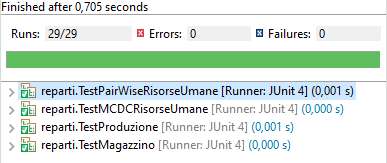 Finished after 0,705 seconds
Runs: 29/29 Errors: 0 Failures: 0
reparti.TestPairWiseRisorseUmane [Runner: JUnit 4] (0,001 s)
reparti.TestMCDCRisorseUmane [Runner: JUnit 4] (0,000 s)
reparti.TestProduzione [Runner: JUnit 4] (0,001 s)
reparti.TestMagazzino [Runner: JUnit 4] (0,000 s)